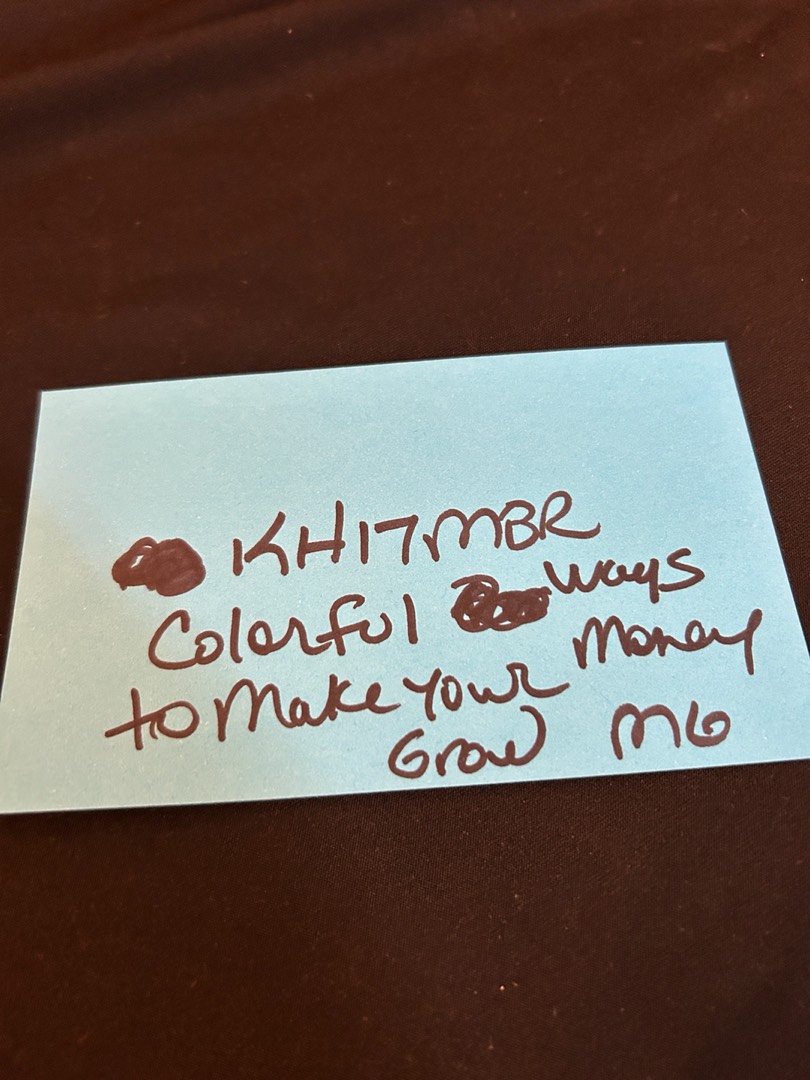 KH17MBR
Colorful ways
to Make Your Money
Grow MG